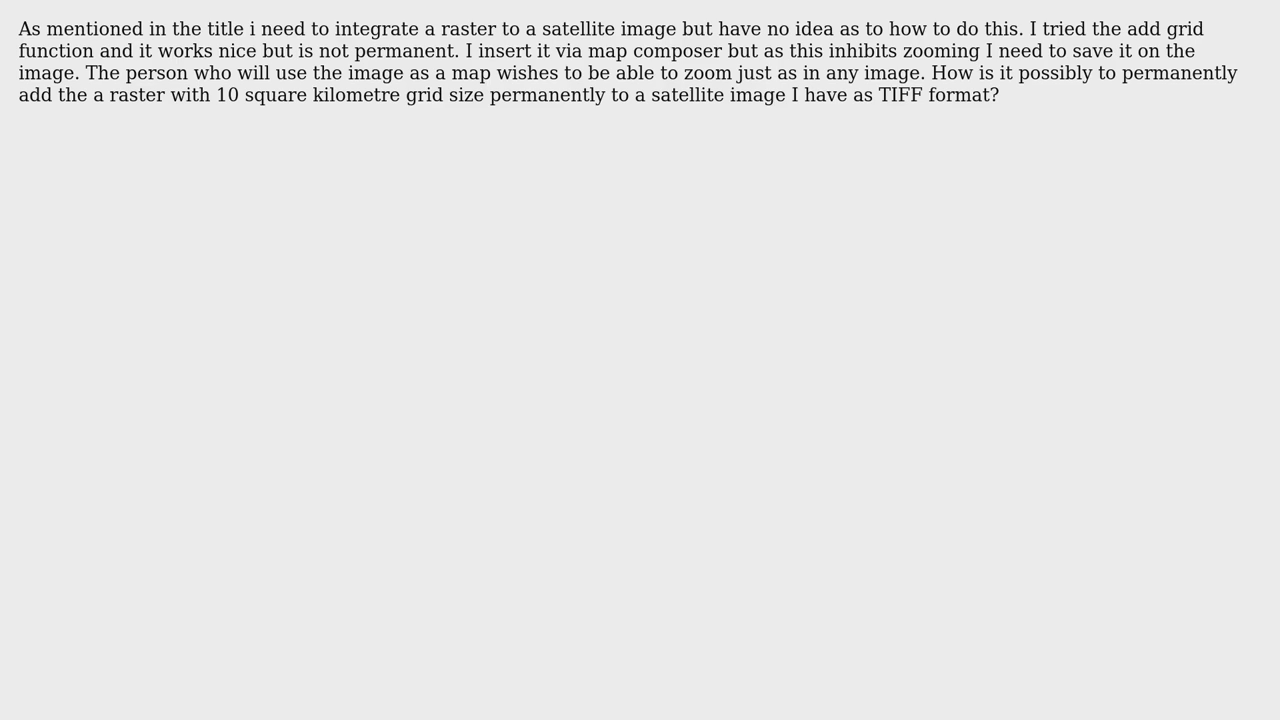 As mentioned in the title i need to integrate a raster to a satellite image but have no idea as to how to do this. I tried the add grid
function and it works nice but is not permanent. I insert it via map composer but as this inhibits zooming I need to save it on the
image. The person who will use the image as a map wishes to be able to zoom just as in any image. How is it possibly to permanently
add the a raster with 10 square kilometre grid size permanently to a satellite image I have as TIFF format?